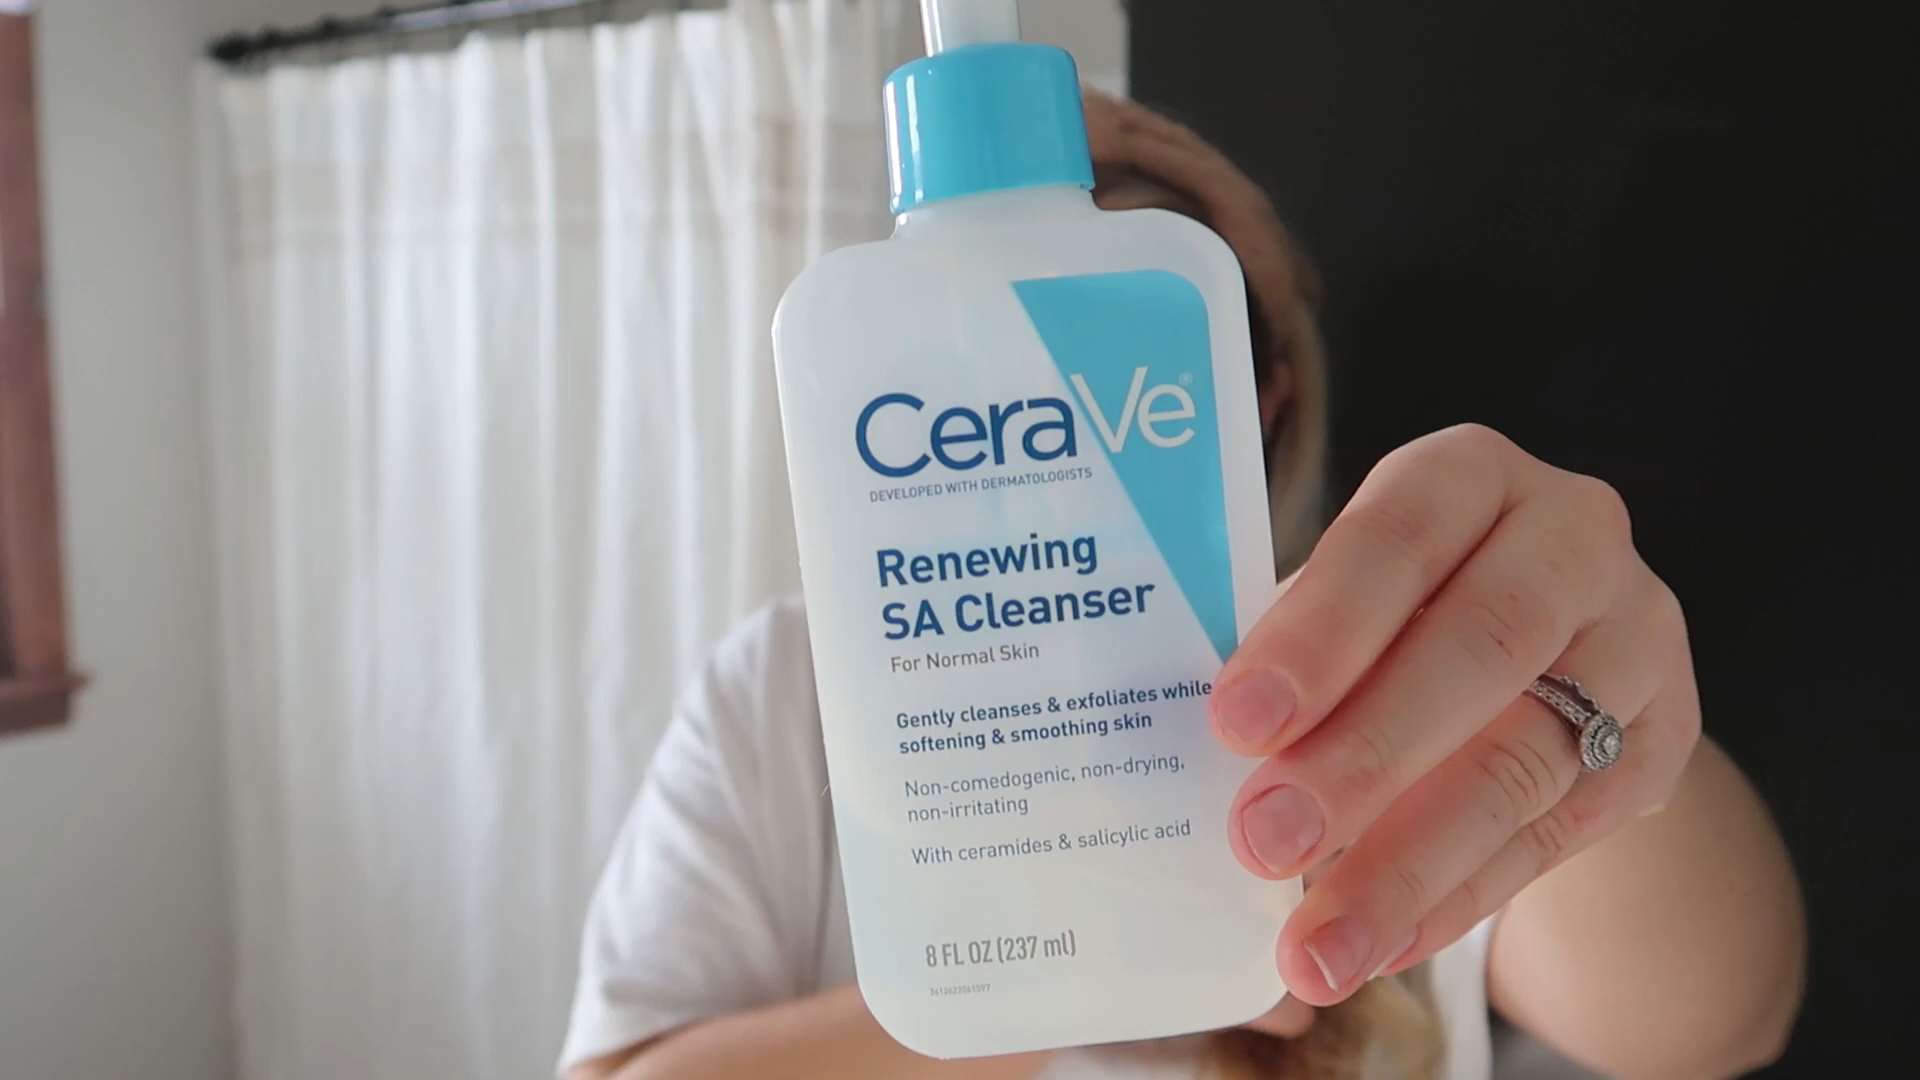 CeraVe®
DEVELOPED WITH DERMATOLOGISTS
Renewing
SA Cleanser
For Normal Skin
Gently cleanses & exfoliates while
softening & smoothing skin
Non-comedogenic, non-drying,
non-irritating
With ceramides & salicylic acid
8 FL OZ (237 ml)